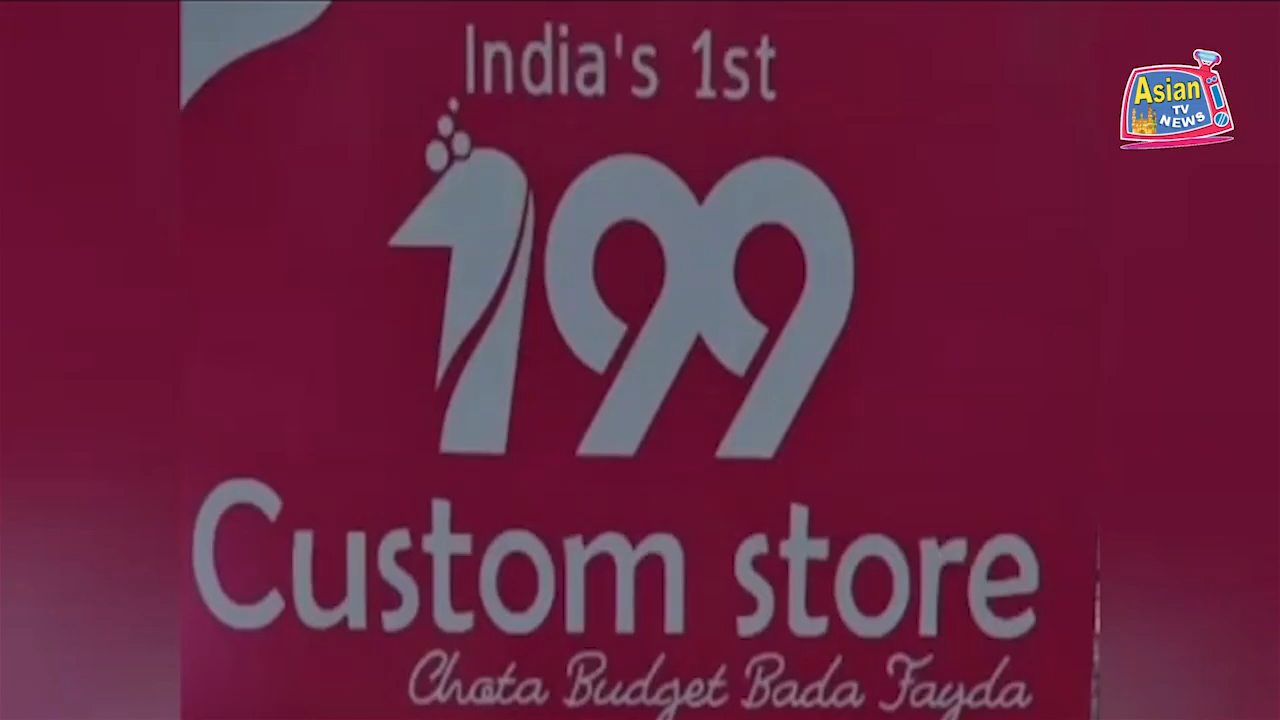 India's 1st
199
Custom store
Chota Budget Bada Fayda
Asian
TV
NEWS